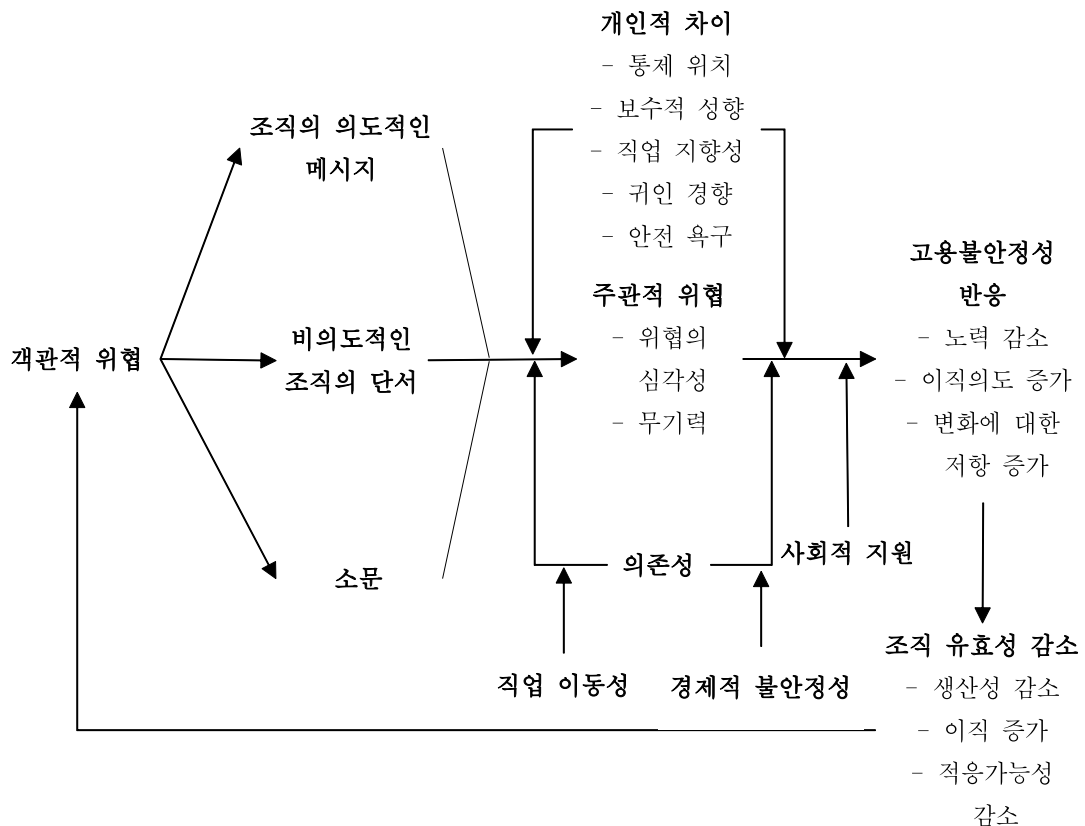 개인적 차이
- 통제 위치
- 보수적 성향
- 직업 지향성
- 귀인 경향
- 안전 욕구
조직의 의도적인
메시지
객관적 위협
비의도적인
조직의 단서
소문
주관적 위협
- 위협의
심각성
- 무기력
고용불안정성
반응
- 노력 감소
- 이직의도 증가
- 변화에 대한
저항 증가
의존성
사회적 지원
직업 이동성
경제적 불안정성
조직 유효성 감소
- 생산성 감소
- 이직 증가
- 적응가능성
감소